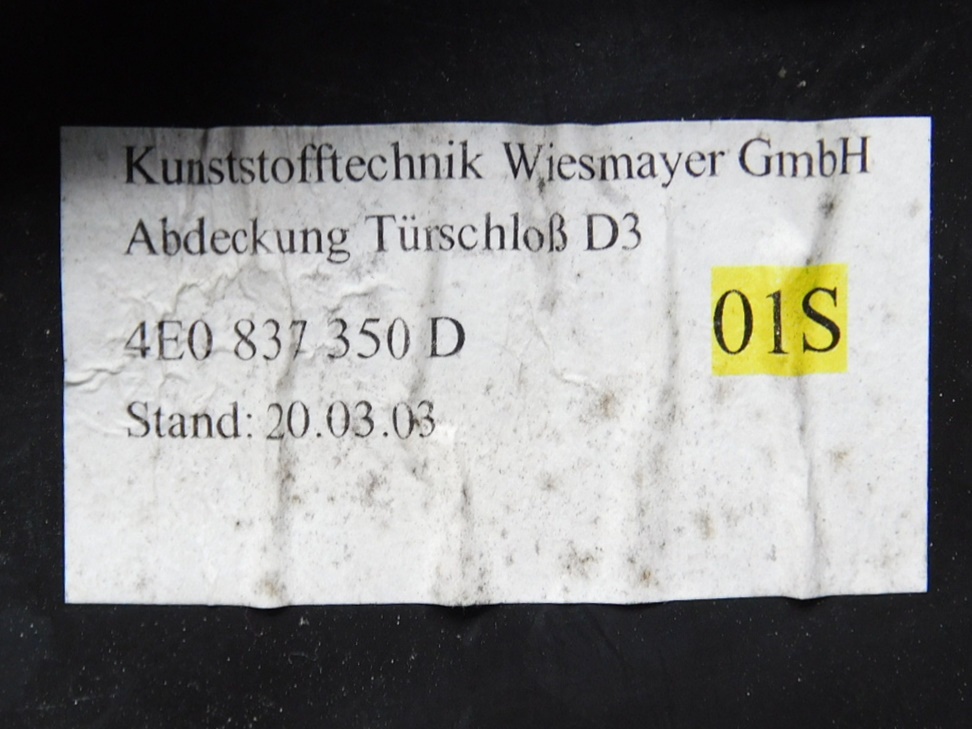 Kunststofftechnik Wiesmayer GmbH
Abdeckung Türschloß D3
01S
4E0 837 350 D
Stand: 20.03.03